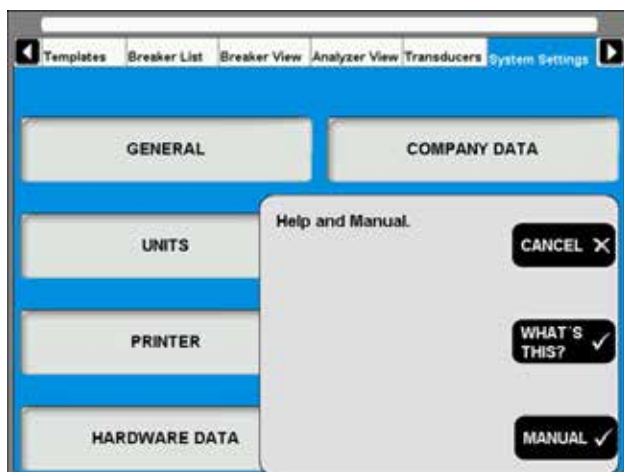 Templates Breaker List Breaker View Analyzer View Transducers System Settings
GENERAL COMPANY DATA
UNITS
Help and Manual.
CANCEL
PRINTER
WHAT´S
THIS?
HARDWARE DATA
MANUAL